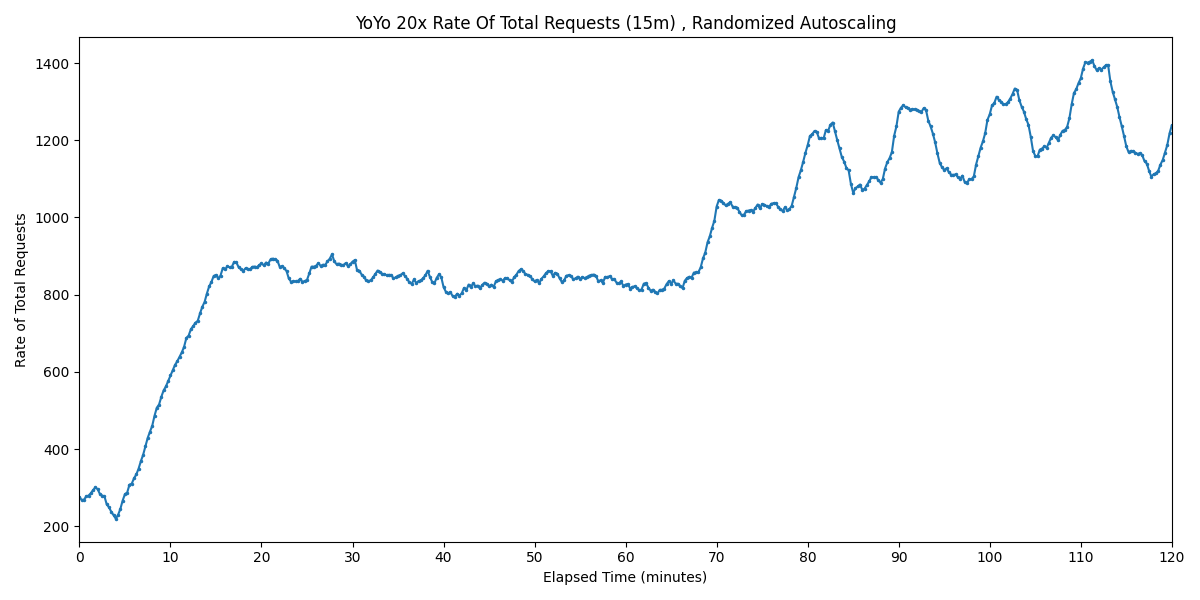 YoYo 20x Rate Of Total Requests (15m) , Randomized Autoscaling
1400
1200
1000
800
600
400
200
Rate of Total Requests
0 10 20 30 40 50 60 70 80 90 100 110 120
Elapsed Time (minutes)